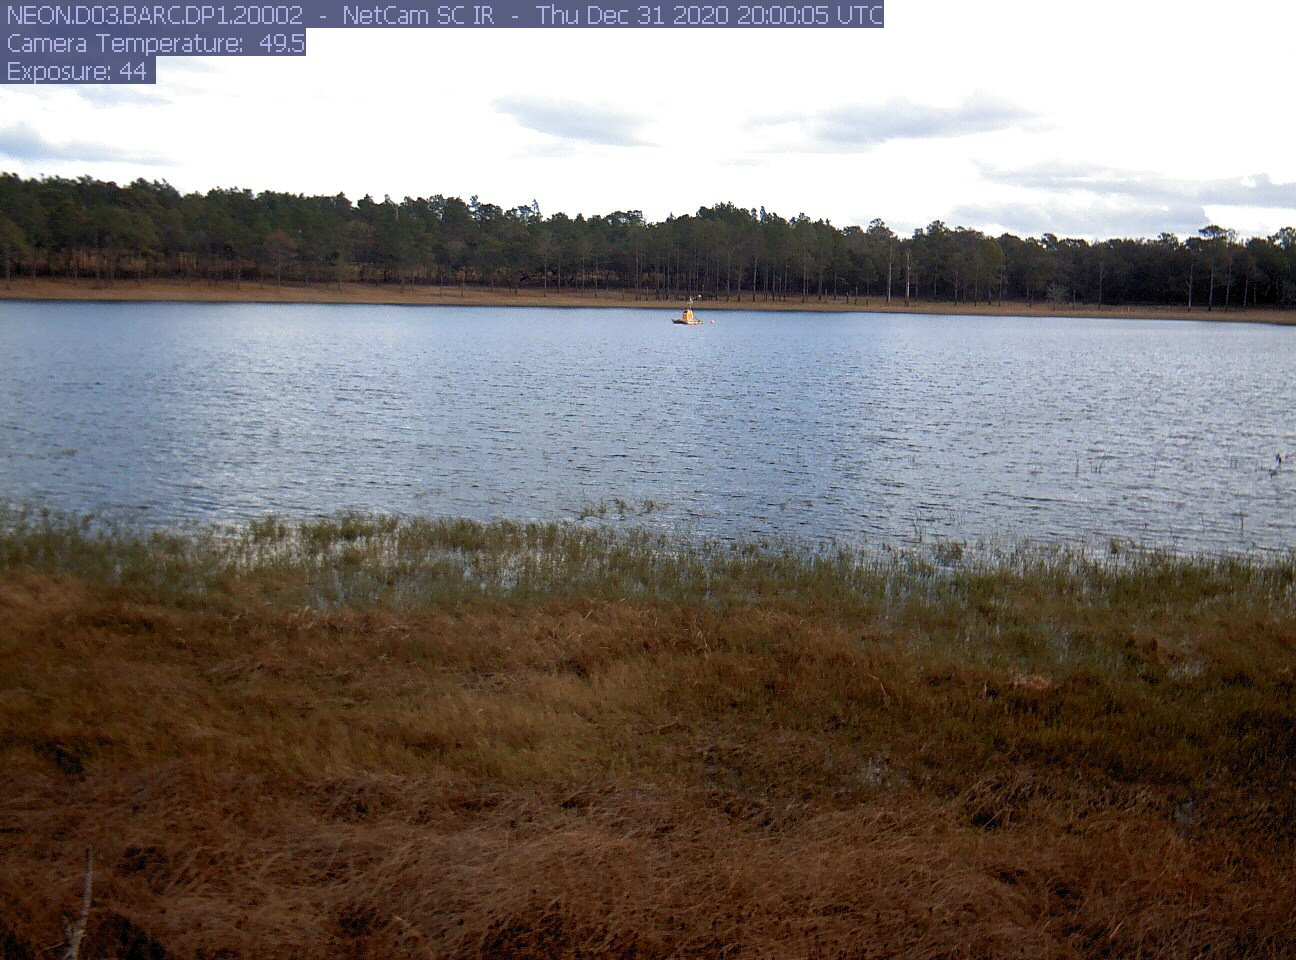 NEON.D03.BARC.DP1.20002 - NetCam SC IR - Thu Dec 31 2020 20:00:05 UTC
Camera Temperature: 49.5
Exposure: 44